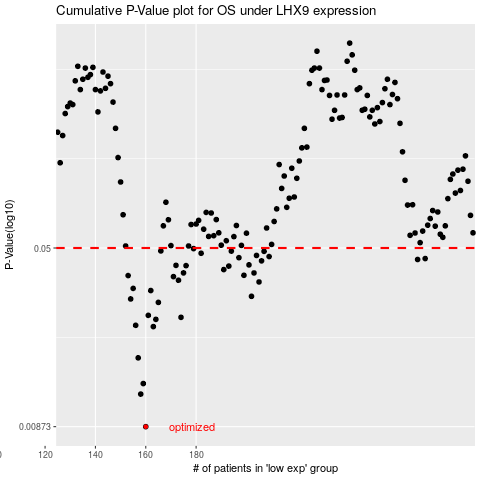 Cumulative P-Value plot for OS under LHX9 expression
P-Value(log10)
0.05
0.00873
optimized
0 120 140 160 180
# of patients in 'low exp' group